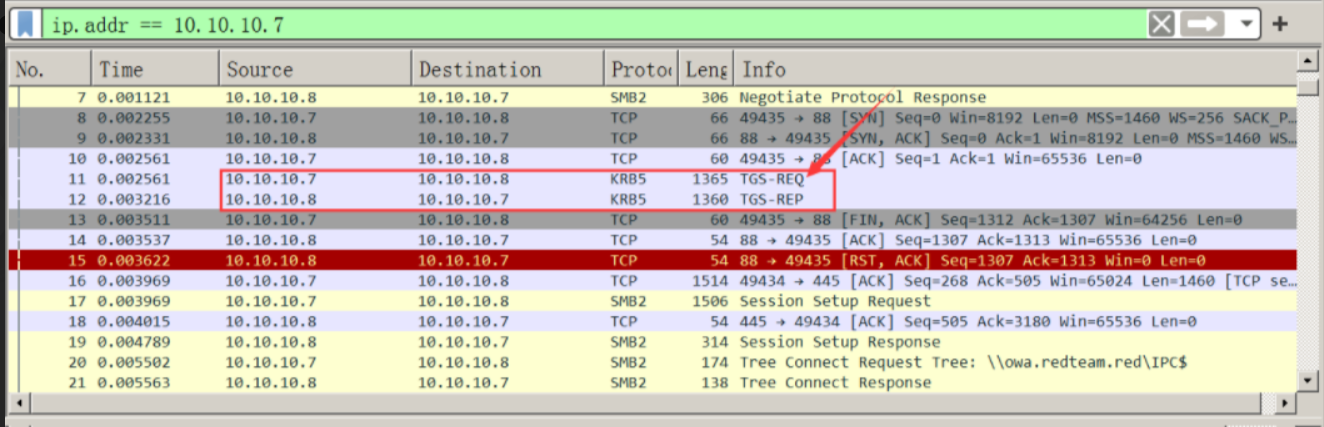 ip.addr == 10.10.10.7
No. Time Source Destination Proto Leng Info
7 0.001121 10.10.10.8 10.10.10.7 SMB2 306 Negotiate Protocol Response
8 0.002255 10.10.10.7 10.10.10.8 TCP 66 49435 → 88 [SYN] Seq=0 Win=8192 Len=0 MSS=1460 WS=256 SACK_P…
9 0.002331 10.10.10.8 10.10.10.7 TCP 66 88 → 49435 [SYN, ACK] Seq=0 Ack=1 Win=8192 Len=0 MSS=1460 WS…
10 0.002561 10.10.10.7 10.10.10.8 TCP 60 49435 → 88 [ACK] Seq=1 Ack=1 Win=65536 Len=0
11 0.002561 10.10.10.7 10.10.10.8 KRB5 1365 TGS-REQ
12 0.003216 10.10.10.8 10.10.10.7 KRB5 1360 TGS-REP
13 0.003511 10.10.10.7 10.10.10.8 TCP 60 49435 → 88 [FIN, ACK] Seq=1312 Ack=1307 Win=64256 Len=0
14 0.003537 10.10.10.8 10.10.10.7 TCP 54 88 → 49435 [ACK] Seq=1307 Ack=1313 Win=65536 Len=0
15 0.003622 10.10.10.8 10.10.10.7 TCP 54 88 → 49435 [RST, ACK] Seq=1307 Ack=1313 Win=0 Len=0
16 0.003969 10.10.10.7 10.10.10.8 TCP 1514 49434 → 445 [ACK] Seq=268 Ack=505 Win=65024 Len=1460 [TCP se…
17 0.003969 10.10.10.7 10.10.10.8 SMB2 1506 Session Setup Request
18 0.004015 10.10.10.8 10.10.10.7 TCP 54 445 → 49434 [ACK] Seq=505 Ack=3180 Win=65536 Len=0
19 0.004789 10.10.10.8 10.10.10.7 SMB2 314 Session Setup Response
20 0.005502 10.10.10.7 10.10.10.8 SMB2 174 Tree Connect Request Tree: \\owa.redteam.red\IPC$
21 0.005563 10.10.10.8 10.10.10.7 SMB2 138 Tree Connect Response